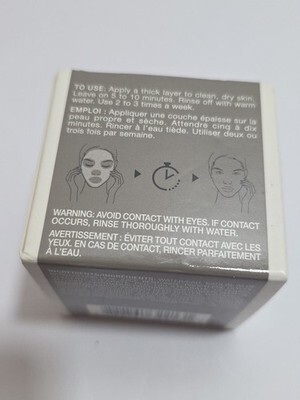 TO USE: Apply a thick layer to clean, dry skin.
Leave on 5 to 10 minutes. Rinse off with warm
water. Use 2 to 3 times a week.
EMPLOI : Appliquer une couche épaisse sur la
peau propre et sèche. Attendre cinq à dix
minutes. Rincer à l'eau tiède. Utiliser deux ou
trois fois par semaine.
WARNING: AVOID CONTACT WITH EYES. IF CONTACT
OCCURS, RINSE THOROUGHLY WITH WATER.
AVERTISSEMENT : ÉVITER TOUT CONTACT AVEC LES
YEUX. EN CAS DE CONTACT, RINCER PARFAITEMENT
À L'EAU.